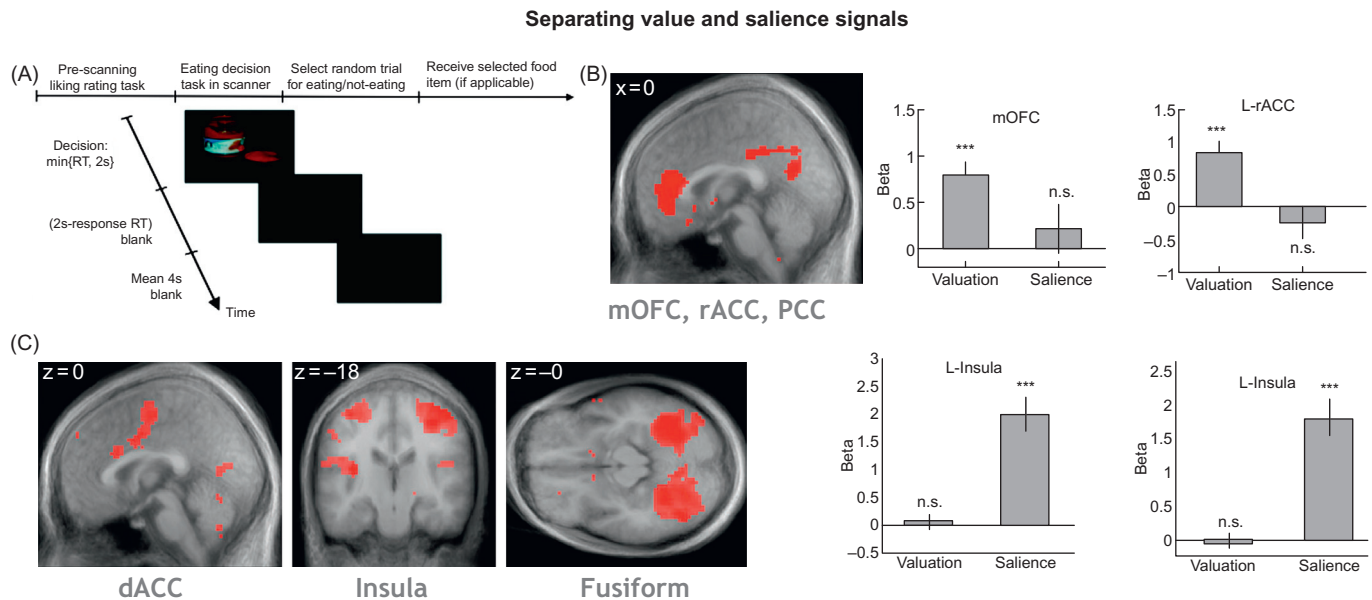 Separating value and salience signals
(A)
Pre-scanning
liking rating task
Eating decision
task in scanner
Select random trial
for eating/not-eating
Receive selected food
item (if applicable)
Decision:
min{RT, 2s}
(2s-response RT)
blank
Mean 4s
blank
Time
(B)
x=0
mOFC, rACC, PCC
mOFC
Beta
1.5
1
0.5
0
***
n.s.
Valuation
Salience
L-rACC
Beta
1.5
1
0.5
0
–0.5
–1
***
n.s.
Valuation
Salience
(C)
z=0
dACC
z=–18
Insula
z=–0
Fusiform
L-Insula
Beta
3
2.5
2
1.5
1
0.5
0
–0.5
n.s.
***
Valuation
Salience
L-Insula
Beta
2.5
2
1.5
1
0.5
0
n.s.
***
Valuation
Salience